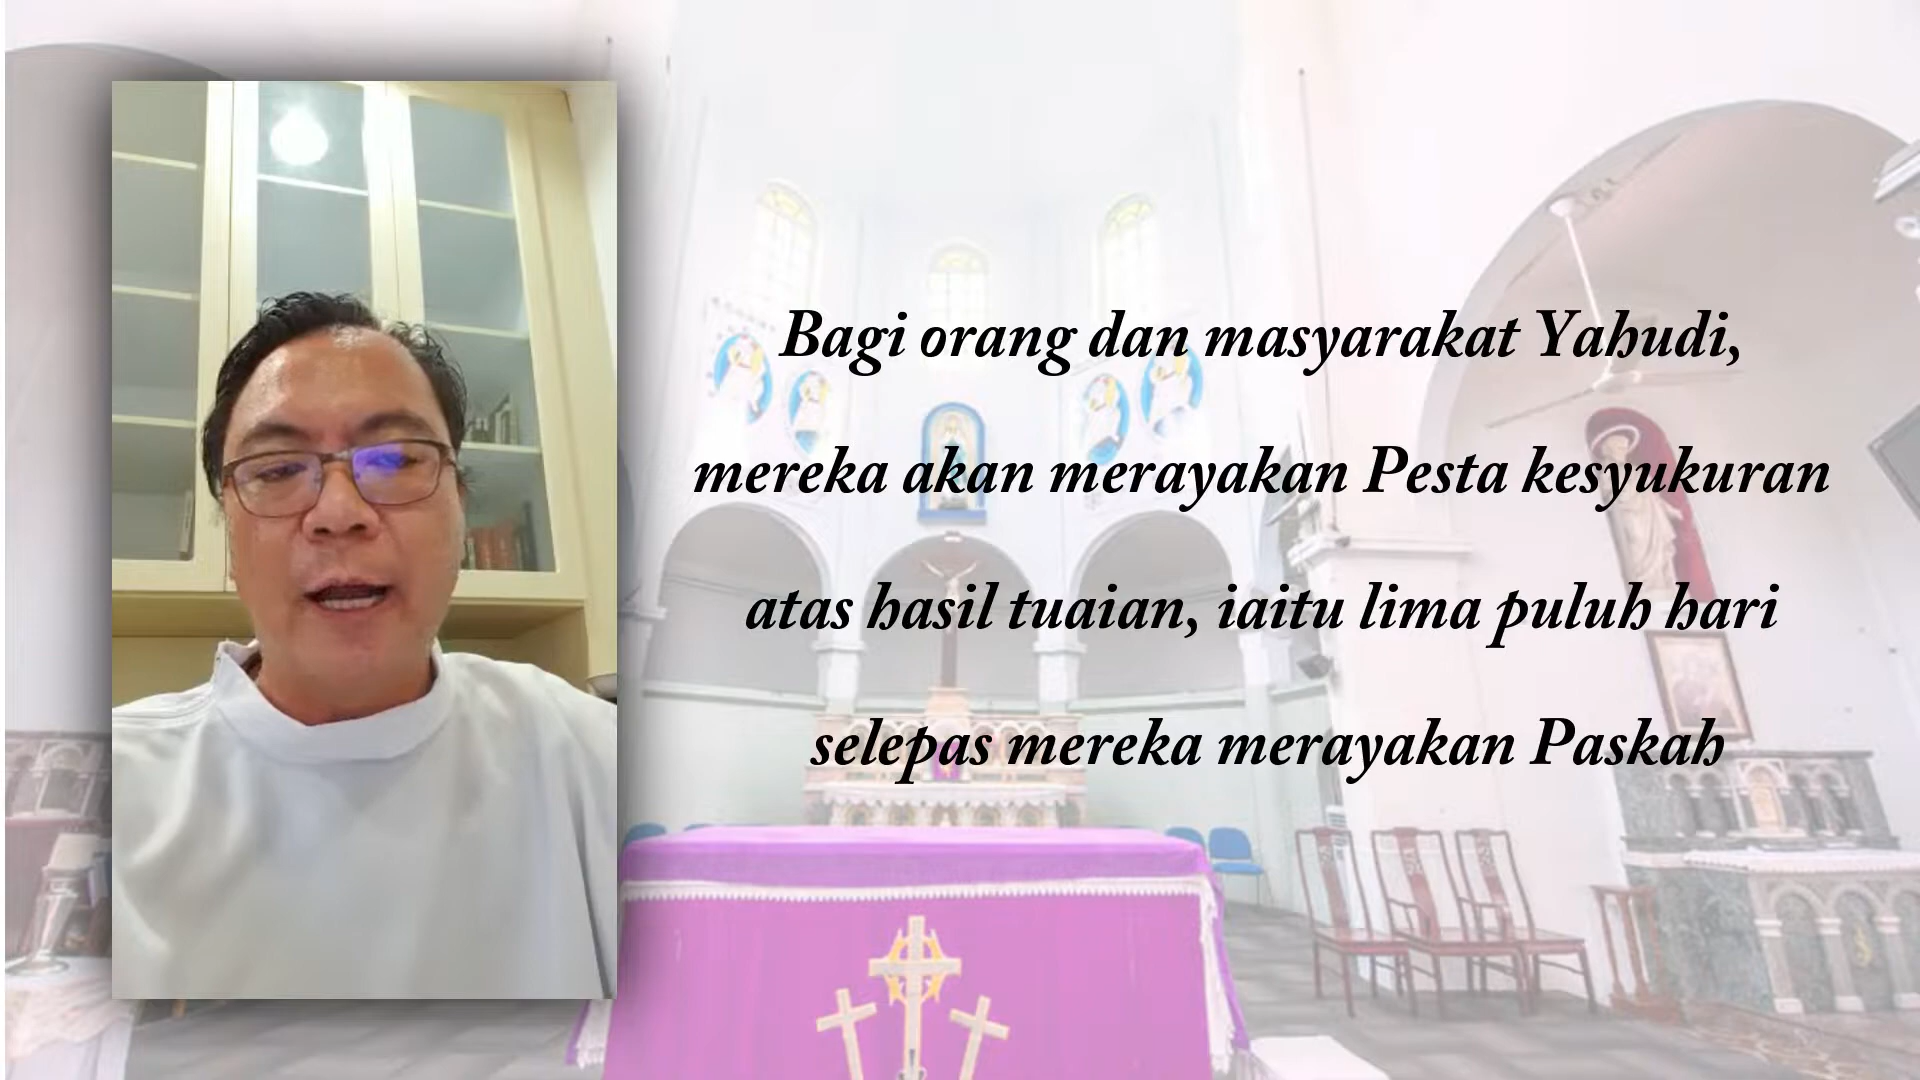 Bagi orang dan masyarakat Yahudi,
mereka akan merayakan Pesta kesyukuran
atas hasil tuaian, iaitu lima puluh hari
selepas mereka merayakan Paskah